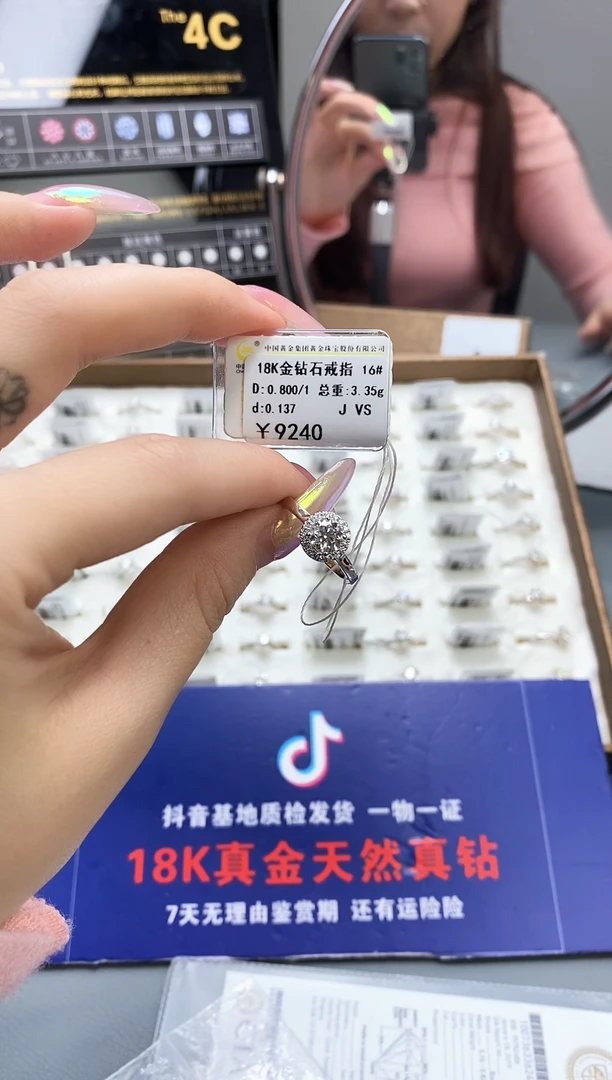 The 4C
中国黄金集团黄金珠宝股份有限公司
18K金钻石戒指 16#
D:0.800/1 总重:3.35g
d:0.137 J VS
￥9240
抖音基地质检发货 一物一证
18K真金天然真钻
7天无理由鉴赏期 还有运险险